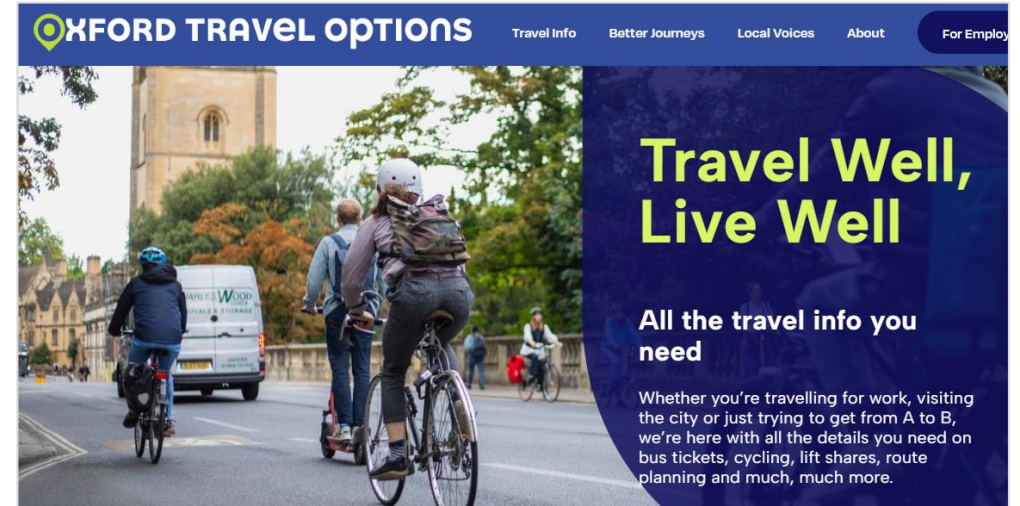 OXFORD TRAVEL OPTIONS
Travel Info
Better Journeys
Local Voices
About
For Employ
Travel Well,
Live Well
All the travel info you
need
Whether you're travelling for work, visiting
the city or just trying to get from A to B,
we're here with all the details you need on
bus tickets, cycling, lift shares, route
planning and much, much more.
WOOD
& STORAGE